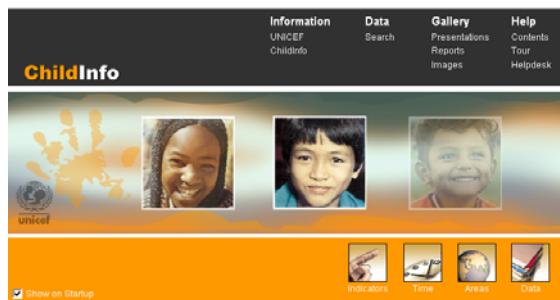 Information Data Gallery Help
UNICEF Search Presentations Contents
ChildInfo Reports Tour
Images Helpdesk
ChildInfo
unicef
Indicators Time Areas Data
Show on Startup